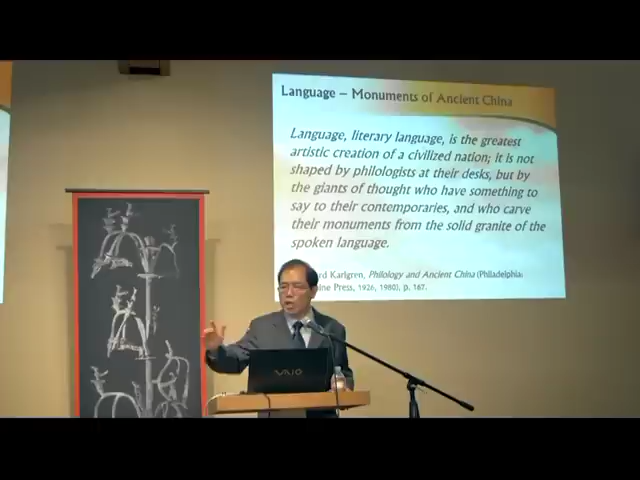 Language – Monuments of Ancient China
Language, literary language, is the greatest
artistic creation of a civilized nation; it is not
shaped by philologists at their desks, but by
the giants of thought who have something to
say to their contemporaries, and who carve
their monuments from the solid granite of the
spoken language.
rd Karlgren, Philology and Ancient China (Philadelphia:
ine Press, 1926, 1980), p. 167.
VAIO